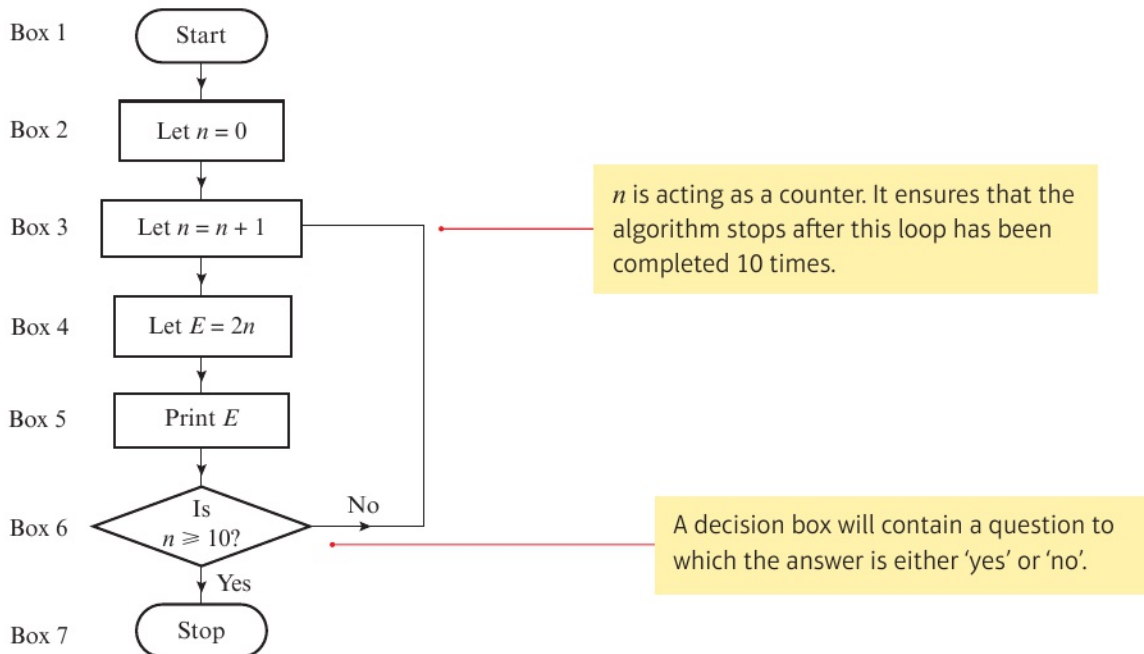 Box 1
Start
Box 2
Let n = 0
Box 3
Let n = n + 1
n is acting as a counter. It ensures that the
algorithm stops after this loop has been
completed 10 times.
Box 4
Let E = 2n
Box 5
Print E
Box 6
Is
n ⩾ 10?
No
A decision box will contain a question to
which the answer is either ‘yes’ or ‘no’.
Yes
Box 7
Stop